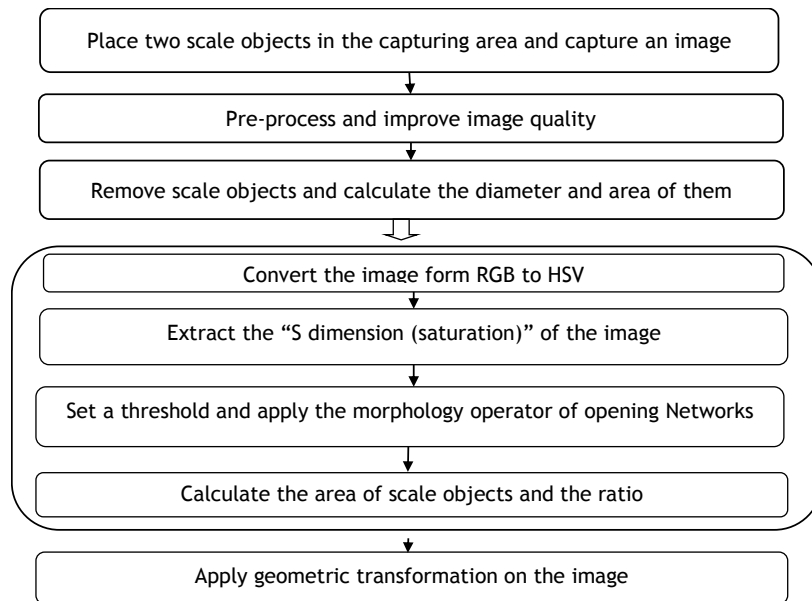 Place two scale objects in the capturing area and capture an image
Pre-process and improve image quality
Remove scale objects and calculate the diameter and area of them
Convert the image form RGB to HSV
Extract the “S dimension (saturation)” of the image
Set a threshold and apply the morphology operator of opening Networks
Calculate the area of scale objects and the ratio
Apply geometric transformation on the image